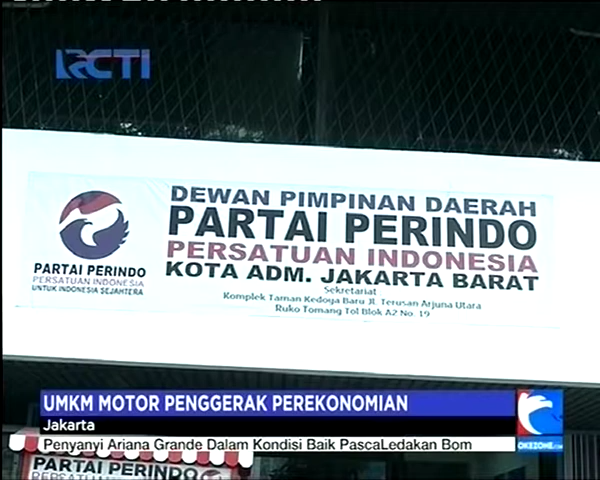 RCTI
DEWAN PIMPINAN DAERAH
PARTAI PERINDO
PERSATUAN INDONESIA
KOTA ADM. JAKARTA BARAT
Sekretariat
Komplek Taman Kedoya Baru Jl. Terusan Arjuna Utara
Ruko Tomang Tol Blok A2 No. 19
PARTAI PERINDO
PERSATUAN INDONESIA
UNTUK INDONESIA SEJAHTERA
UMKM MOTOR PENGGERAK PEREKONOMIAN
Jakarta
Penyanyi Ariana Grande Dalam Kondisi Baik PascaLedakan Bom
OKEZONE.COM
PARTAI PERINDO